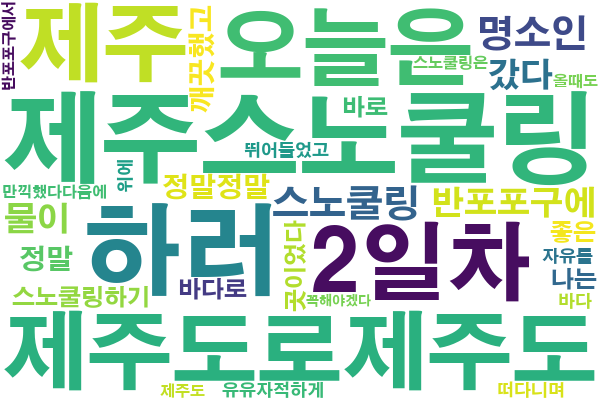 반포포구에서
제주
깨끗했고
오늘은
명소인
스노쿨링은
갔다
올때도
제주스노쿨링
바로
뛰어들었고
만끽했다다음에
위에
정말정말
스노쿨링
반포포구에
물이
하러
2일차
좋은
정말
자유를
나는
스노쿨링하기
바다로
곳이었다
꼭해야겠다
바다
제주도로제주도
제주도
유유자적하게
떠다니며